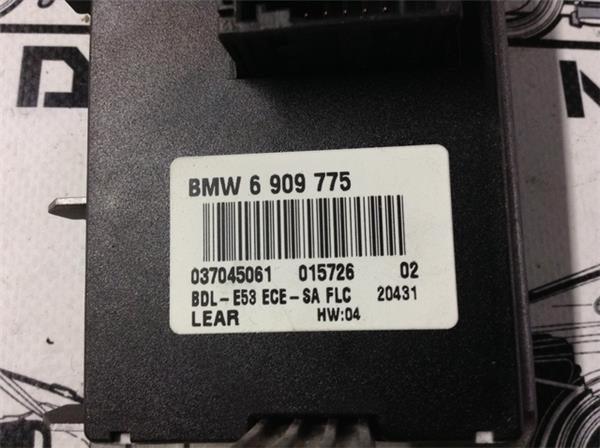 BMW 6 909 775
037045061 015726 02
BDL-E53 ECE-SA FLC 20431
LEAR HW:04